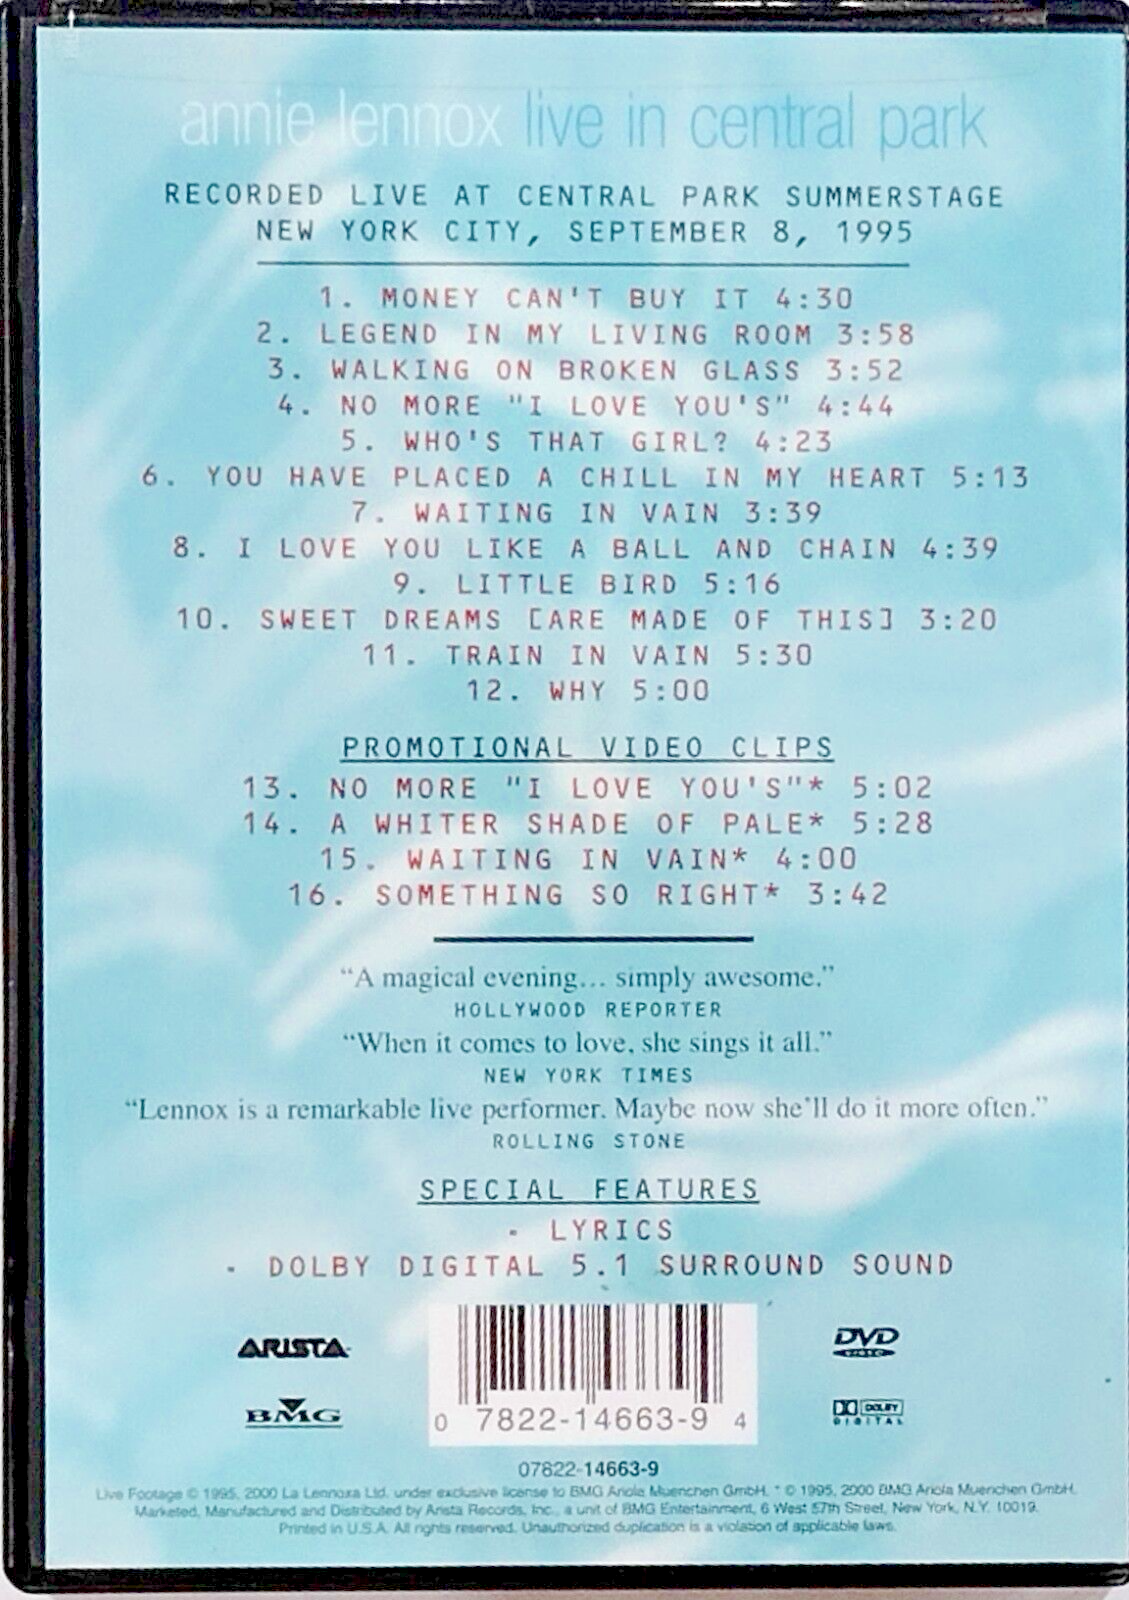 annie lennox live in central park
RECORDED LIVE AT CENTRAL PARK SUMMERSTAGE
NEW YORK CITY, SEPTEMBER 8, 1995
1. MONEY CAN'T BUY IT 4:30
2. LEGEND IN MY LIVING ROOM 3:58
3. WALKING ON BROKEN GLASS 3:52
4. NO MORE "I LOVE YOU'S" 4:44
5. WHO'S THAT GIRL? 4:23
6. YOU HAVE PLACED A CHILL IN MY HEART 5:13
7. WAITING IN VAIN 3:39
8. I LOVE YOU LIKE A BALL AND CHAIN 4:39
9. LITTLE BIRD 5:16
10. SWEET DREAMS [ARE MADE OF THIS] 3:20
11. TRAIN IN VAIN 5:30
12. WHY 5:00
PROMOTIONAL VIDEO CLIPS
13. NO MORE "I LOVE YOU'S"* 5:02
14. A WHITER SHADE OF PALE* 5:28
15. WAITING IN VAIN* 4:00
16. SOMETHING SO RIGHT* 3:42
“A magical evening... simply awesome.”
HOLLYWOOD REPORTER
“When it comes to love, she sings it all.”
NEW YORK TIMES
“Lennox is a remarkable live performer. Maybe now she'll do it more often.”
ROLLING STONE
SPECIAL FEATURES
- LYRICS
- DOLBY DIGITAL 5.1 SURROUND SOUND
ARISTA
DVD
VIDEO
BMG
DOLBY
DIGITAL
0 7822-14663-9 4
07822-14663-9
Live Footage © 1995, 2000 La Lennoxa Ltd. under exclusive license to BMG Ariola Muenchen GmbH. * © 1995, 2000 BMG Ariola Muenchen GmbH.
Marketed, Manufactured and Distributed by Arista Records, Inc., a unit of BMG Entertainment, 6 West 57th Street, New York, N.Y. 10019.
Printed in U.S.A. All rights reserved. Unauthorized duplication is a violation of applicable laws.